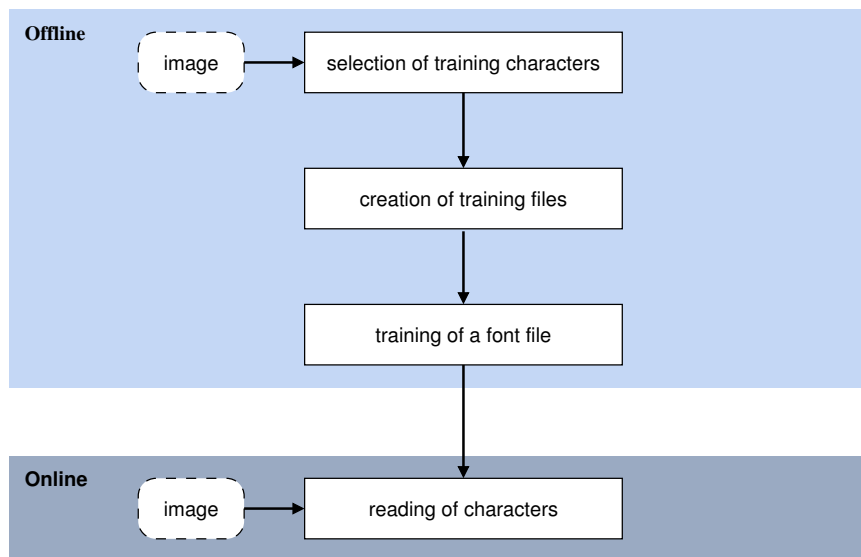 Offline
image
selection of training characters
creation of training files
training of a font file
Online
image
reading of characters